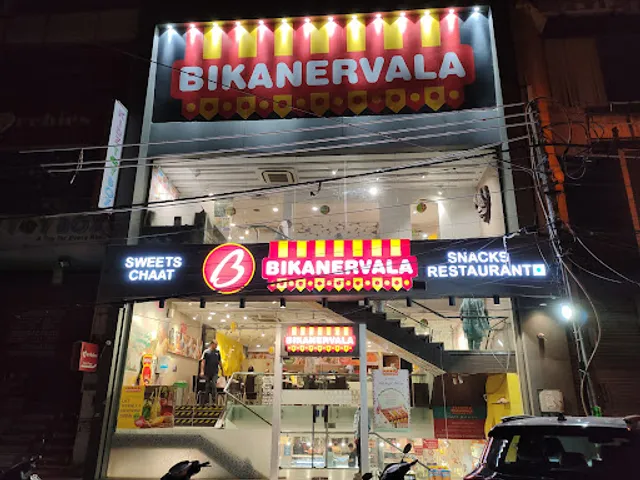 BIKANERVALA
SWEETS
CHAAT
B
BIKANERVALA
SNACKS
RESTAURANT
BIKANERVALA